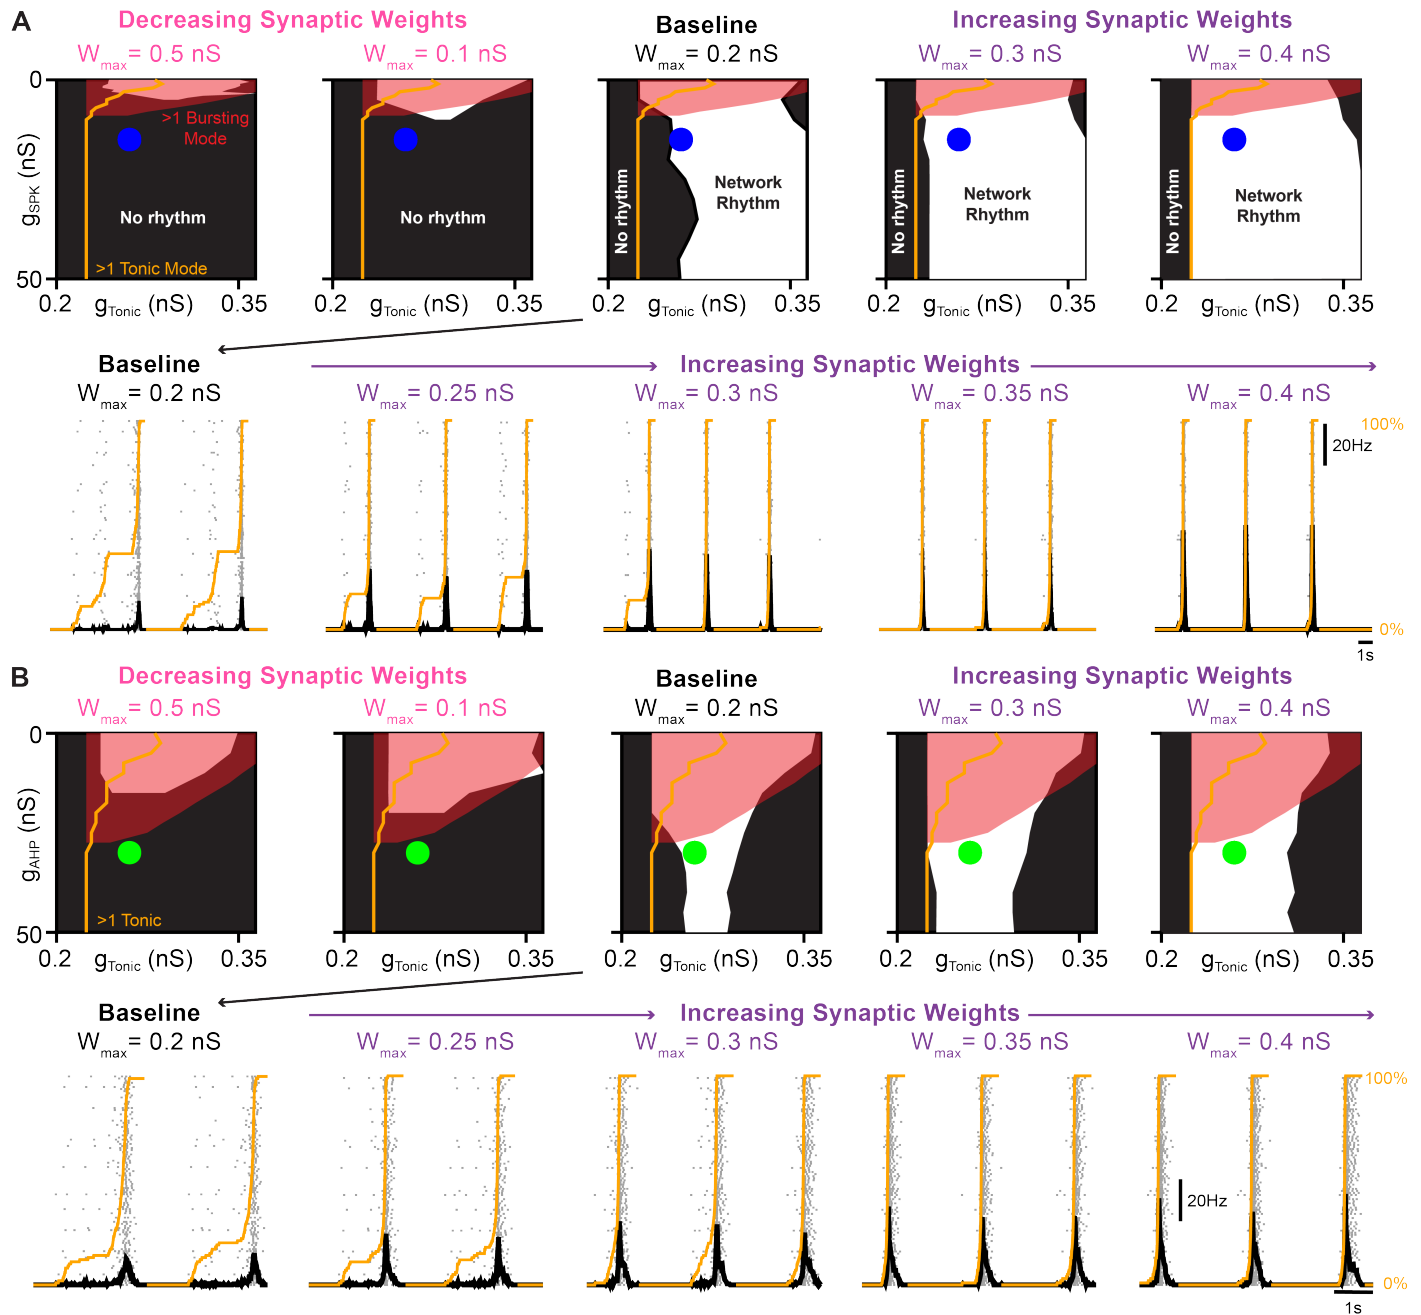 A
Decreasing Synaptic Weights
Baseline
Increasing Synaptic Weights
Wmax= 0.5 nS
Wmax= 0.1 nS
Wmax= 0.2 nS
Wmax= 0.3 nS
Wmax= 0.4 nS
0
>1 Bursting
Mode
No rhythm
>1 Tonic Mode
No rhythm
No rhythm
Network
Rhythm
No rhythm
Network
Rhythm
No rhythm
Network
Rhythm
gSPK (nS)
50
0.2
gTonic (nS)
0.35
0.2
gTonic (nS)
0.35
0.2
gTonic (nS)
0.35
0.2
gTonic (nS)
0.35
0.2
gTonic (nS)
0.35
Baseline
Increasing Synaptic Weights
Wmax= 0.2 nS
Wmax= 0.25 nS
Wmax= 0.3 nS
Wmax= 0.35 nS
Wmax= 0.4 nS
100%
20Hz
0%
1s
B
Decreasing Synaptic Weights
Baseline
Increasing Synaptic Weights
Wmax= 0.5 nS
Wmax= 0.1 nS
Wmax= 0.2 nS
Wmax= 0.3 nS
Wmax= 0.4 nS
0
gAHP (nS)
>1 Tonic
50
0.2
gTonic (nS)
0.35
0.2
gTonic (nS)
0.35
0.2
gTonic (nS)
0.35
0.2
gTonic (nS)
0.35
0.2
gTonic (nS)
0.35
Baseline
Increasing Synaptic Weights
Wmax= 0.2 nS
Wmax= 0.25 nS
Wmax= 0.3 nS
Wmax= 0.35 nS
Wmax= 0.4 nS
100%
20Hz
0%
1s